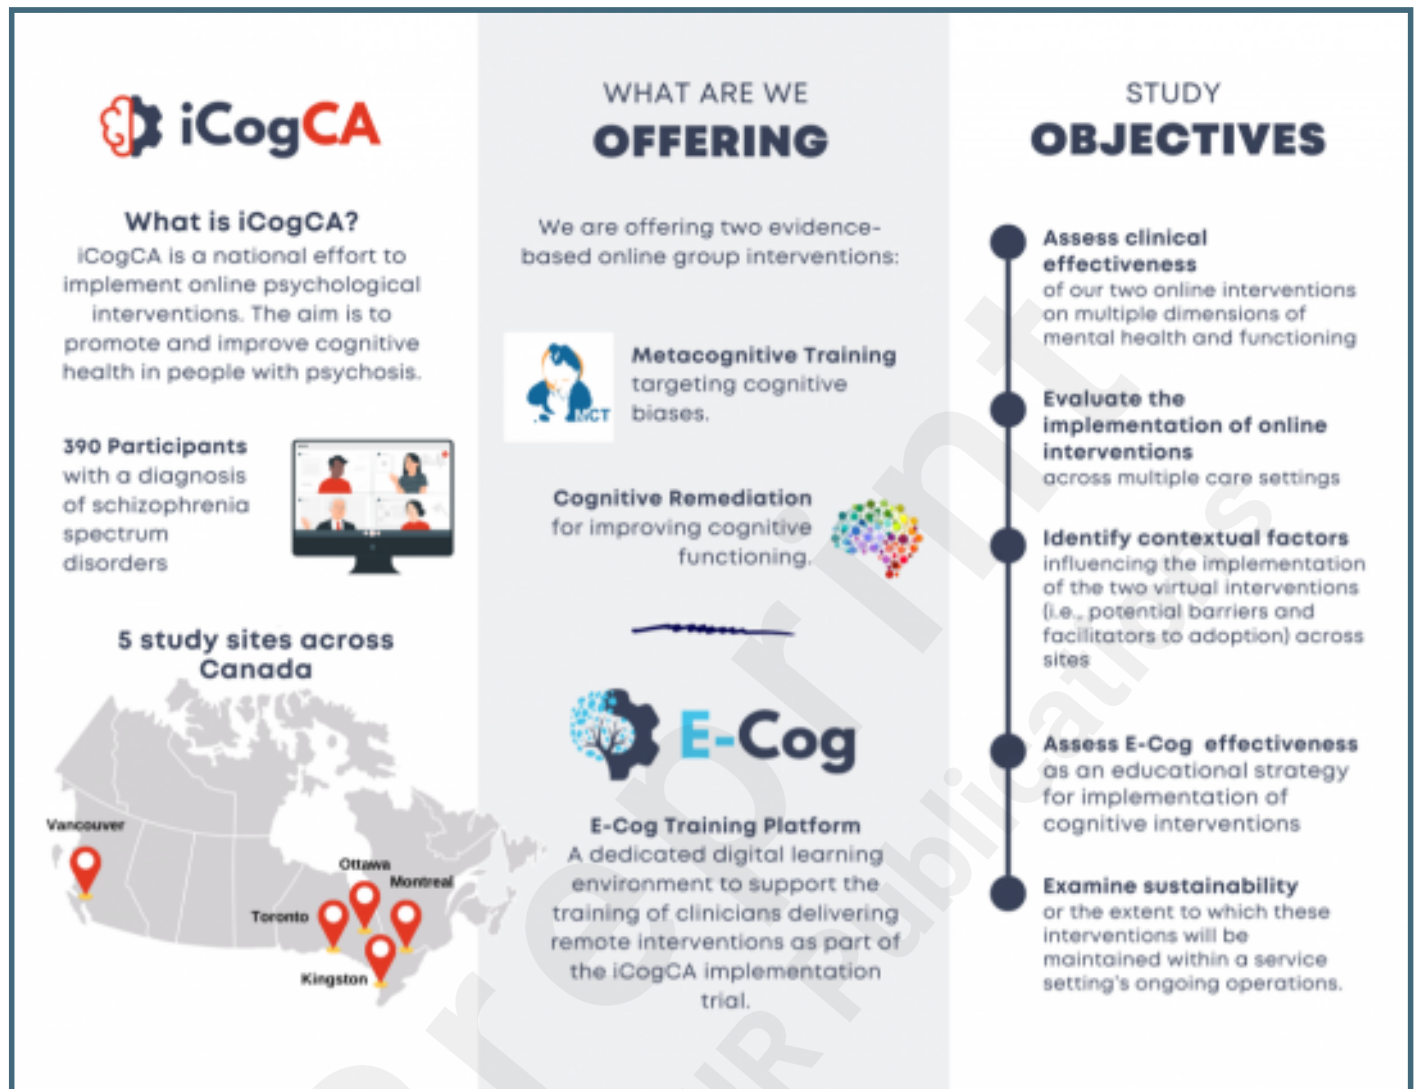 iCogCA
What is iCogCA?
iCogCA is a national effort to
implement online psychological
interventions. The aim is to
promote and improve cognitive
health in people with psychosis.
390 Participants
with a diagnosis
of schizophrenia
spectrum
disorders
5 study sites across
Canada
Vancouver
Ottawa
Montreal
Toronto
Kingston
WHAT ARE WE
OFFERING
We are offering two evidence-
based online group interventions:
MCT
Metacognitive Training
targeting cognitive
biases.
Cognitive Remediation
for improving cognitive
functioning.
E-Cog
E-Cog Training Platform
A dedicated digital learning
environment to support the
training of clinicians delivering
remote interventions as part of
the iCogCA implementation
trial.
STUDY
OBJECTIVES
Assess clinical
effectiveness
of our two online interventions
on multiple dimensions of
mental health and functioning
Evaluate the
implementation of online
interventions
across multiple care settings
Identify contextual factors
influencing the implementation
of the two virtual interventions
(i.e., potential barriers and
facilitators to adoption) across
sites
Assess E-Cog effectiveness
as an educational strategy
for implementation of
cognitive interventions
Examine sustainability
or the extent to which these
interventions will be
maintained within a service
setting's ongoing operations.
reprint
R Publications